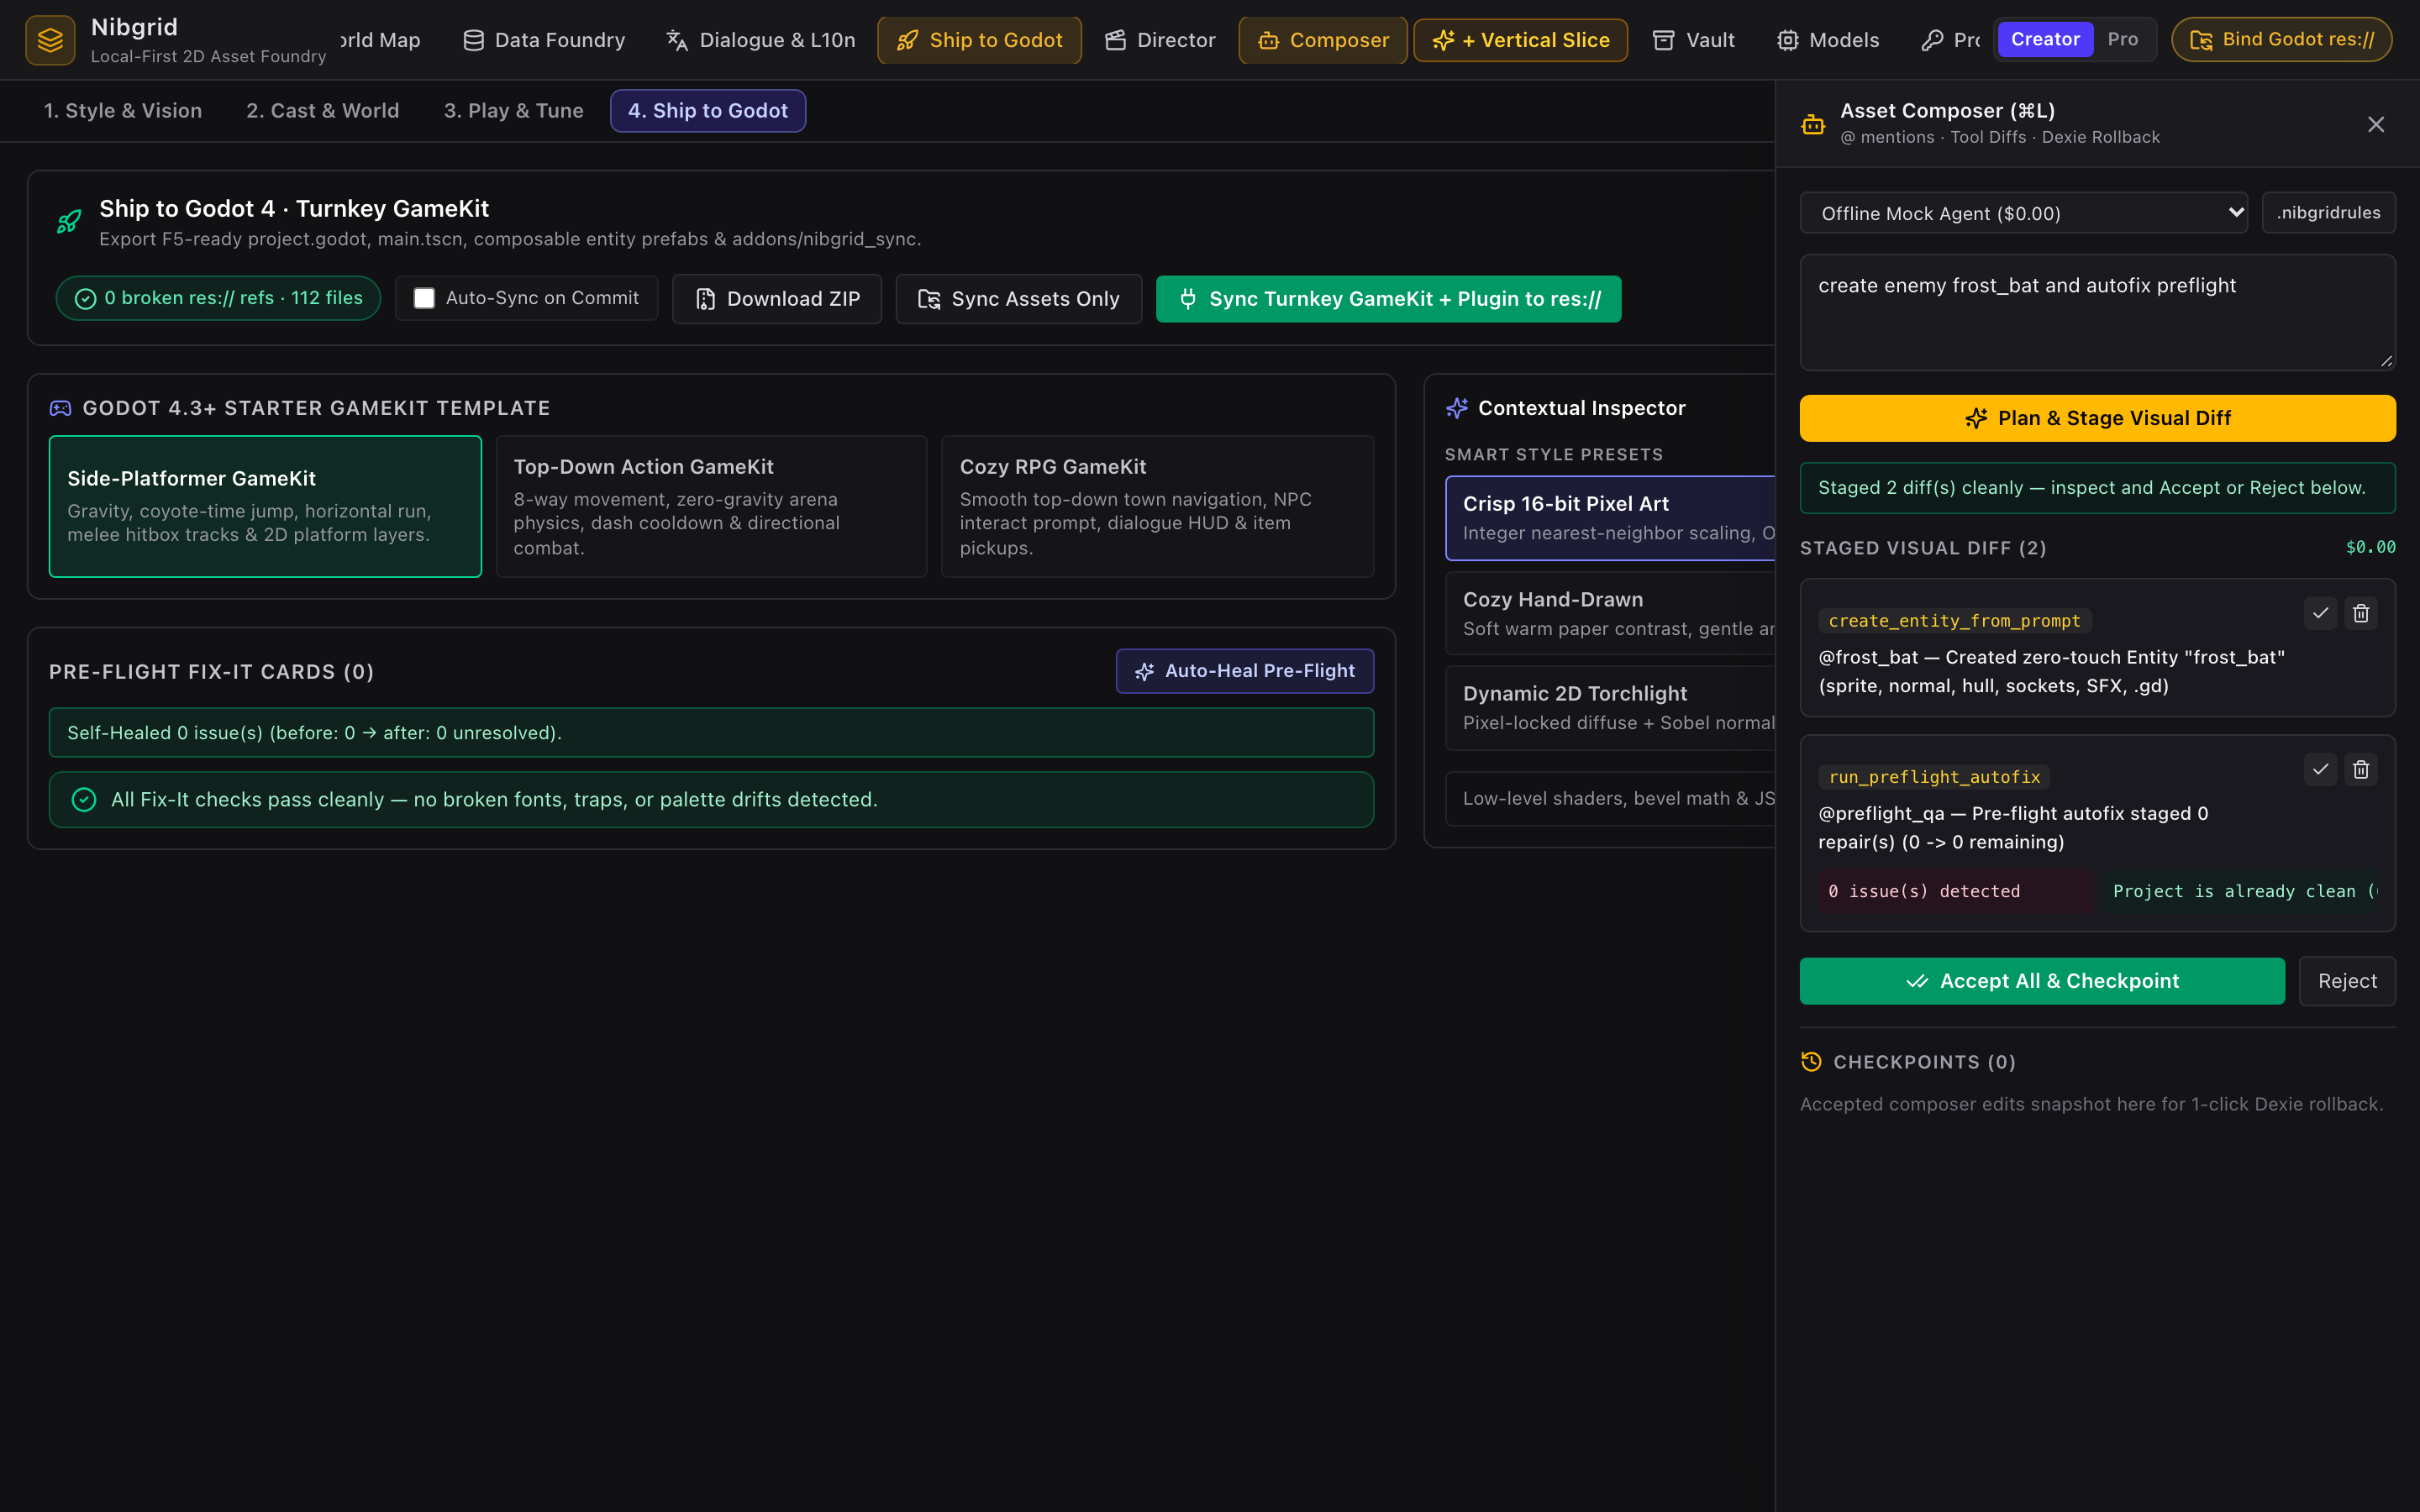 Nibgrid
Local-First 2D Asset Foundry
orld Map
Data Foundry
Dialogue & L10n
Ship to Godot
Director
Composer
+ Vertical Slice
Vault
Models
Pro
Creator
Pro
Bind Godot res://
1. Style & Vision
2. Cast & World
3. Play & Tune
4. Ship to Godot
Ship to Godot 4 · Turnkey GameKit
Export F5-ready project.godot, main.tscn, composable entity prefabs & addons/nibgrid_sync.
0 broken res:// refs · 112 files
Auto-Sync on Commit
Download ZIP
Sync Assets Only
Sync Turnkey GameKit + Plugin to res://
GODOT 4.3+ STARTER GAMEKIT TEMPLATE
Side-Platformer GameKit
Gravity, coyote-time jump, horizontal run,
melee hitbox tracks & 2D platform layers.
Top-Down Action GameKit
8-way movement, zero-gravity arena
physics, dash cooldown & directional
combat.
Cozy RPG GameKit
Smooth top-down town navigation, NPC
interact prompt, dialogue HUD & item
pickups.
PRE-FLIGHT FIX-IT CARDS (0)
Auto-Heal Pre-Flight
Self-Healed 0 issue(s) (before: 0 → after: 0 unresolved).
All Fix-It checks pass cleanly — no broken fonts, traps, or palette drifts detected.
Contextual Inspector
SMART STYLE PRESETS
Crisp 16-bit Pixel Art
Integer nearest-neighbor scaling, O
Cozy Hand-Drawn
Soft warm paper contrast, gentle an
Dynamic 2D Torchlight
Pixel-locked diffuse + Sobel normal
Low-level shaders, bevel math & JS
Asset Composer (⌘L)
@ mentions · Tool Diffs · Dexie Rollback
Offline Mock Agent ($0.00)
.nibgridrules
create enemy frost_bat and autofix preflight
Plan & Stage Visual Diff
Staged 2 diff(s) cleanly — inspect and Accept or Reject below.
STAGED VISUAL DIFF (2)
$0.00
create_entity_from_prompt
@frost_bat — Created zero-touch Entity "frost_bat"
(sprite, normal, hull, sockets, SFX, .gd)
run_preflight_autofix
@preflight_qa — Pre-flight autofix staged 0
repair(s) (0 -> 0 remaining)
0 issue(s) detected
Project is already clean (
Accept All & Checkpoint
Reject
CHECKPOINTS (0)
Accepted composer edits snapshot here for 1-click Dexie rollback.